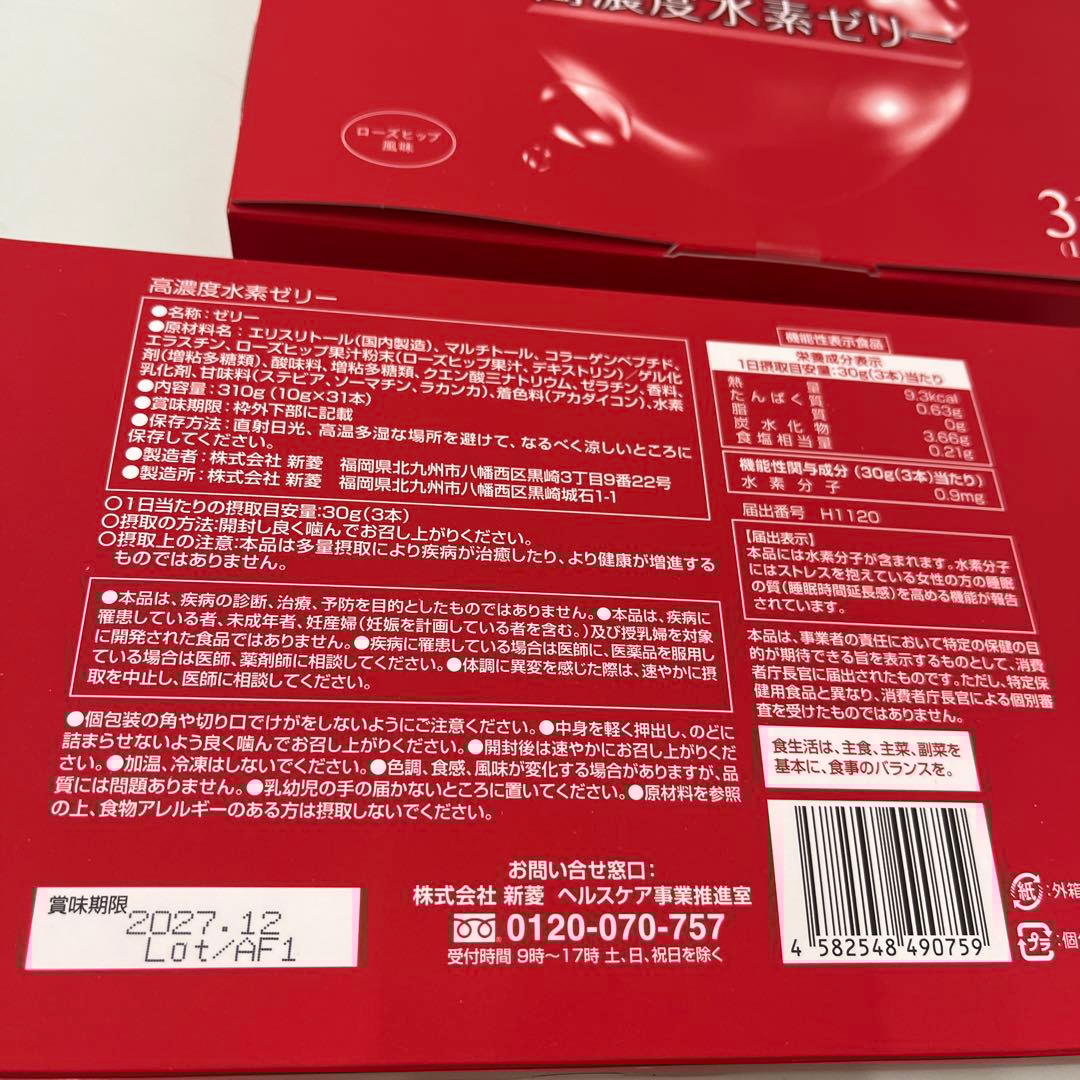 高濃度水素ゼリー
ローズヒップ
風味
高濃度水素ゼリー
●名称：ゼリー
●原材料名：エリスリトール(国内製造)、マルチトール、コラーゲンペプチド、
エラスチン、ローズヒップ果汁粉末(ローズヒップ果汁、デキストリン)／ゲル化
剤(増粘多糖類)、酸味料、増粘多糖類、クエン酸三ナトリウム、ゼラチン、香料、
乳化剤、甘味料(ステビア、ソーマチン、ラカンカ)、着色料(アカダイコン)、水素
●内容量：310g (10g×31本)
●賞味期限：枠外下部に記載
●保存方法：直射日光、高温多湿な場所を避けて、なるべく涼しいところに
保存してください。
●製造者：株式会社 新菱 福岡県北九州市八幡西区黒崎3丁目9番22号
●製造所：株式会社 新菱 福岡県北九州市八幡西区黒崎城石1-1
○1日当たりの摂取目安量:30g(3本)
○摂取の方法:開封し良く噛んでお召し上がりください。
○摂取上の注意:本品は多量摂取により疾病が治癒したり、より健康が増進する
ものではありません。
●本品は、疾病の診断、治療、予防を目的としたものではありません。●本品は、疾病に
罹患している者、未成年者、妊産婦(妊娠を計画している者を含む。)及び授乳婦を対象
に開発された食品ではありません。●疾病に罹患している場合は医師に、医薬品を服用し
ている場合は医師、薬剤師に相談してください。●体調に異変を感じた際は、速やかに摂
取を中止し、医師に相談してください。
●個包装の角や切り口でけがをしないようにご注意ください。●中身を軽く押出し、のどに
詰まらせないよう良く噛んでお召し上がりください。●開封後は速やかにお召し上がりくだ
さい。●加温、冷凍はしないでください。●色調、食感、風味が変化する場合がありますが、品
質には問題ありません。●乳幼児の手の届かないところに置いてください。●原材料を参照
の上、食物アレルギーのある方は摂取しないでください。
機能性表示食品
栄養成分表示
1日摂取目安量:30g(3本)当たり
熱量 9.3kcal
たんぱく質 0.63g
脂質 0g
炭水化物 3.66g
食塩相当量 0.21g
機能性関与成分 (30g(3本)当たり)
水素分子 0.9mg
届出番号 H1120
【届出表示】
本品には水素分子が含まれます。水素分子
にはストレスを抱えている女性の方の睡眠
の質(睡眠時間延長感)を高める機能が報告
されています。
本品は、事業者の責任において特定の保健の目
的が期待できる旨を表示するものとして、消費
者庁長官に届出されたものです。ただし、特定保
健用食品と異なり、消費者庁長官による個別審
査を受けたものではありません。
食生活は、主食、主菜、副菜を
基本に、食事のバランスを。
お問い合せ窓口：
株式会社 新菱 ヘルスケア事業推進室
0120-070-757
受付時間 9時〜17時 土、日、祝日を除く
賞味期限 2027.12
Lot/AF1
4 582548 490759
紙:外箱
プラ:個